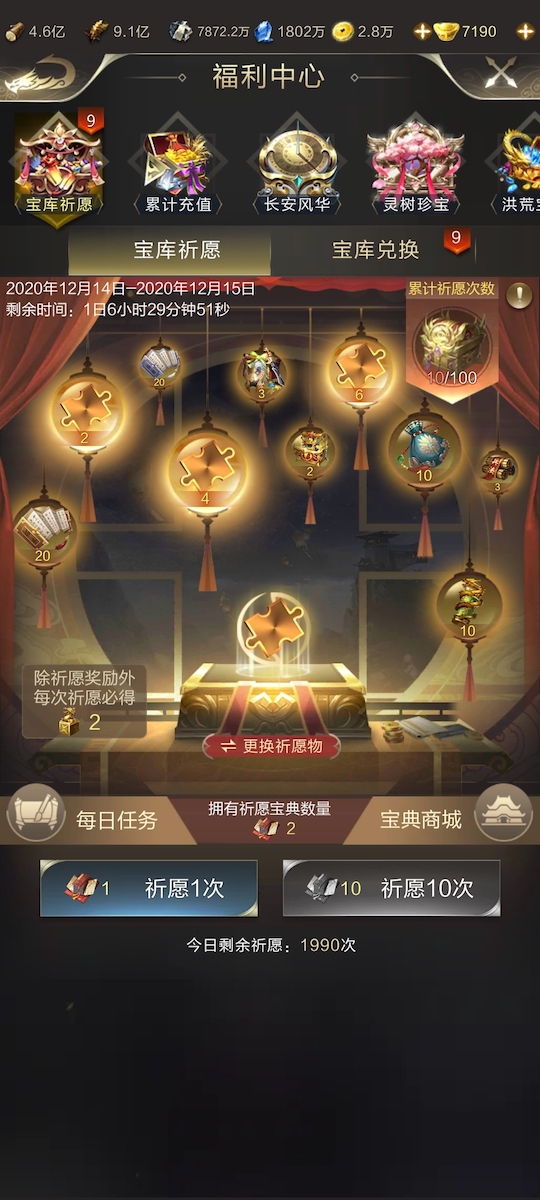 4.6亿 9.1亿 7872.2万 1802万 2.8万 7190
福利中心
9
宝库祈愿 累计充值 长安风华 灵树珍宝 洪荒宝
宝库祈愿 宝库兑换 9
2020年12月14日—2020年12月15日
剩余时间：1日6小时29分钟51秒
累计祈愿次数
10/100
20
3
6
2
2
4
10
3
20
10
除祈愿奖励外
每次祈愿必得
2
更换祈愿物
每日任务
拥有祈愿宝典数量
2
宝典商城
1 祈愿1次
10 祈愿10次
今日剩余祈愿：1990次